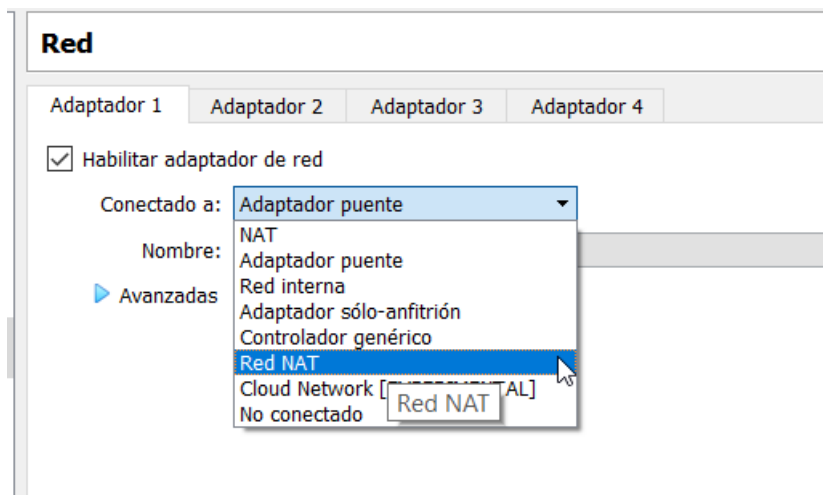 Red
Adaptador 1 Adaptador 2 Adaptador 3 Adaptador 4
Habilitar adaptador de red
Conectado a: Adaptador puente
NAT
Nombre:
Adaptador puente
Red interna
Avanzadas
Adaptador sólo-anfitrión
Controlador genérico
Red NAT
Cloud Network [ AL]
Red NAT
No conectado